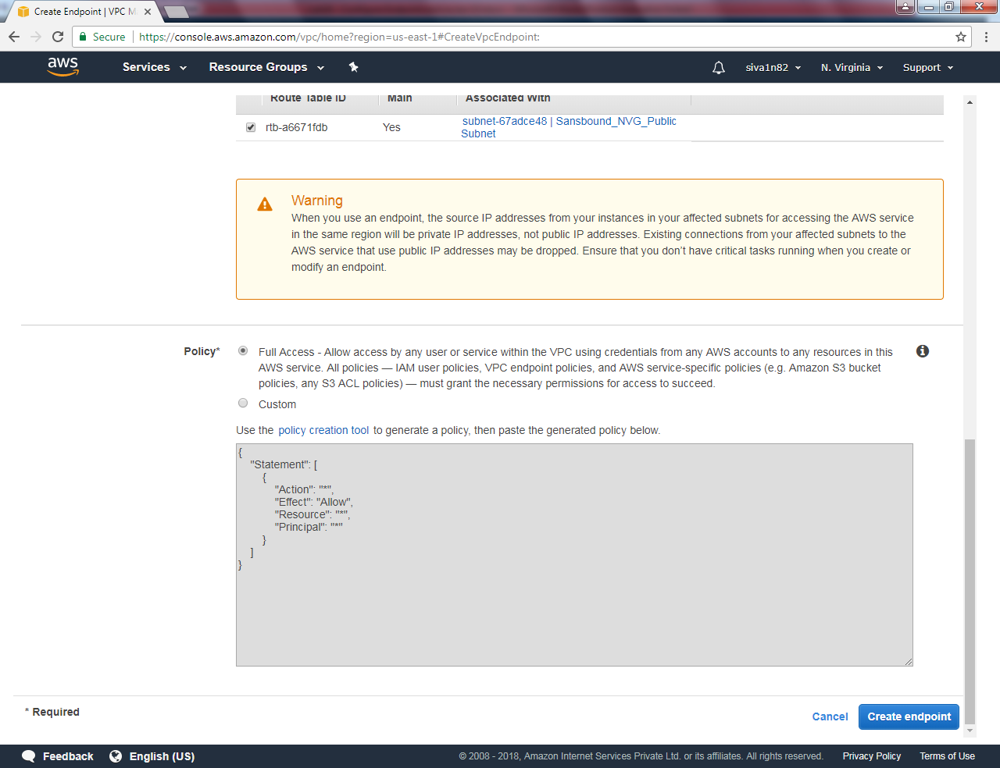 Create Endpoint | VPC M
Secure https://console.aws.amazon.com/vpc/home?region=us-east-1#CreateVpcEndpoint:
aws Services Resource Groups siva1n82 N. Virginia Support
Route Table ID Main Associated With
rtb-a6671fdb Yes subnet-67adce48 | Sansbound_NVG_Public
Subnet
Warning
When you use an endpoint, the source IP addresses from your instances in your affected subnets for accessing the AWS service
in the same region will be private IP addresses, not public IP addresses. Existing connections from your affected subnets to the
AWS service that use public IP addresses may be dropped. Ensure that you don't have critical tasks running when you create or
modify an endpoint.
Policy* Full Access - Allow access by any user or service within the VPC using credentials from any AWS accounts to any resources in this
AWS service. All policies — IAM user policies, VPC endpoint policies, and AWS service-specific policies (e.g. Amazon S3 bucket
policies, any S3 ACL policies) — must grant the necessary permissions for access to succeed.
Custom
Use the policy creation tool to generate a policy, then paste the generated policy below.
{
"Statement": [
{
"Action": "*",
"Effect": "Allow",
"Resource": "*",
"Principal": "*"
}
]
}
* Required
Cancel Create endpoint
Feedback English (US) © 2008 - 2018, Amazon Internet Services Private Ltd. or its affiliates. All rights reserved. Privacy Policy Terms of Use